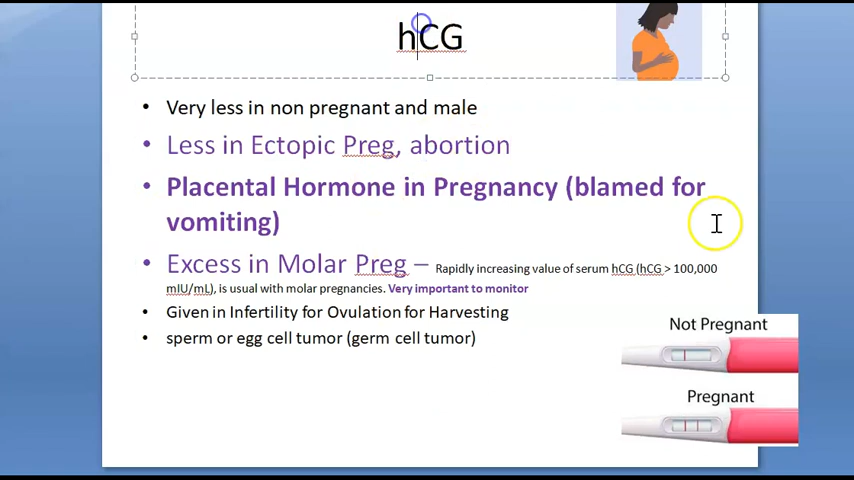 hCG
• Very less in non pregnant and male
• Less in Ectopic Preg, abortion
• Placental Hormone in Pregnancy (blamed for
vomiting)
• Excess in Molar Preg – Rapidly increasing value of serum hCG (hCG > 100,000
mIU/mL), is usual with molar pregnancies. Very important to monitor
• Given in Infertility for Ovulation for Harvesting
• sperm or egg cell tumor (germ cell tumor)
Not Pregnant
Pregnant